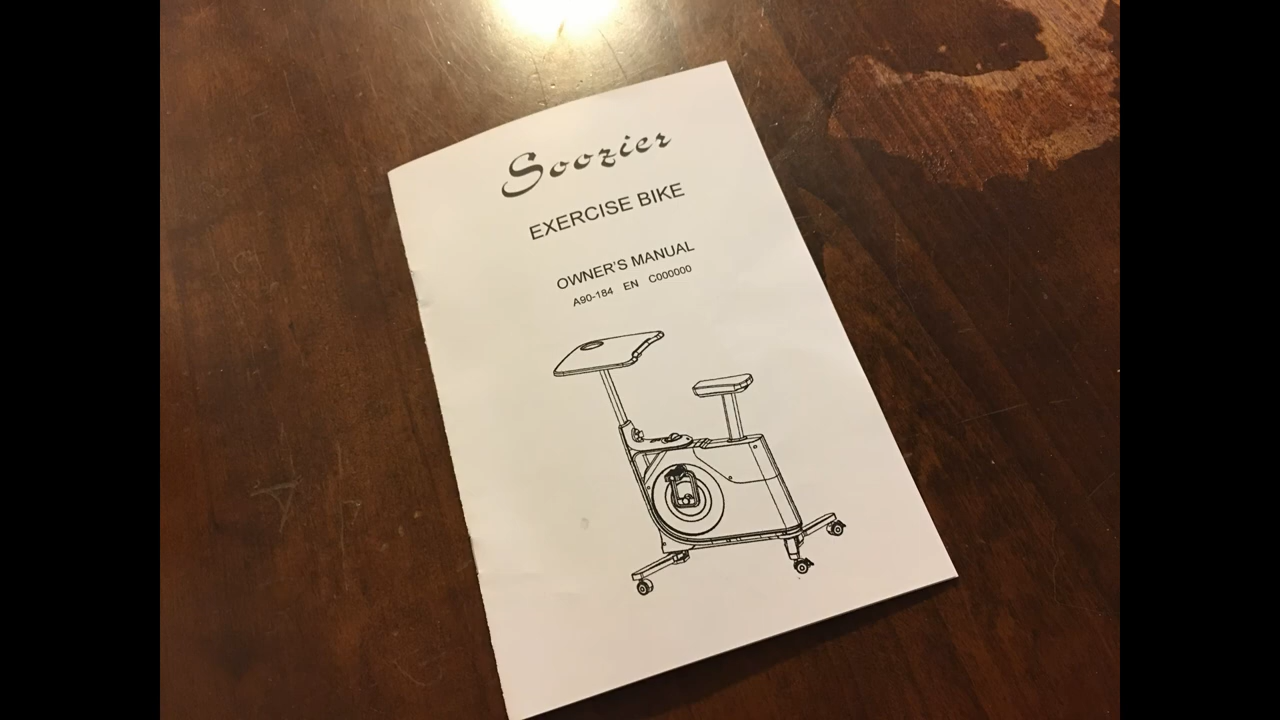 Soozier
EXERCISE BIKE
OWNER'S MANUAL
A90-184 EN C000000